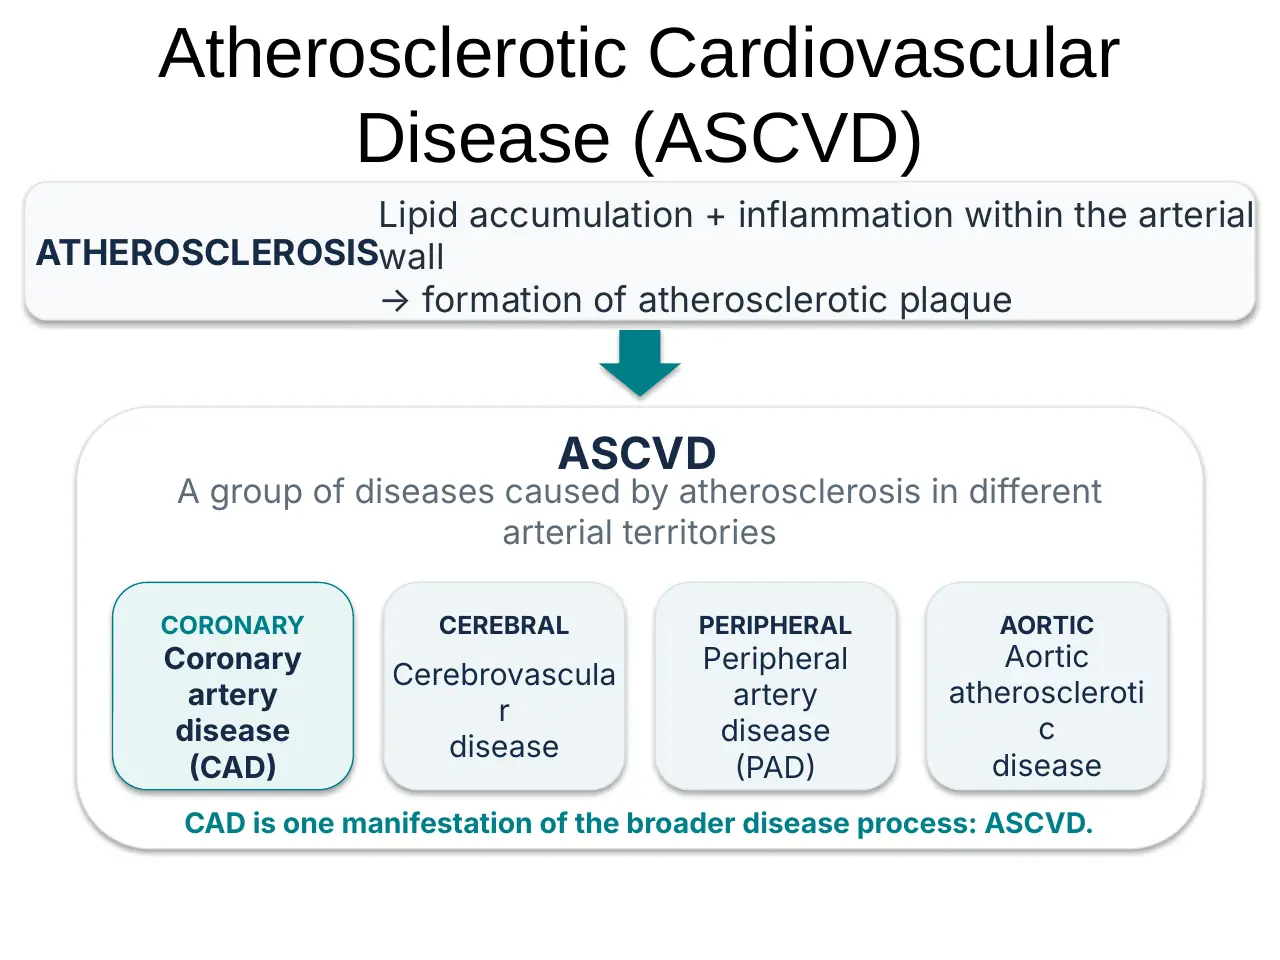 Atherosclerotic Cardiovascular
Disease (ASCVD)
ATHEROSCLEROSIS
Lipid accumulation + inflammation within the arterial
wall
→ formation of atherosclerotic plaque
ASCVD
A group of diseases caused by atherosclerosis in different
arterial territories
CORONARY
Coronary
artery
disease
(CAD)
CEREBRAL
Cerebrovascula
r
disease
PERIPHERAL
Peripheral
artery
disease
(PAD)
AORTIC
Aortic
atheroscleroti
c
disease
CAD is one manifestation of the broader disease process: ASCVD.